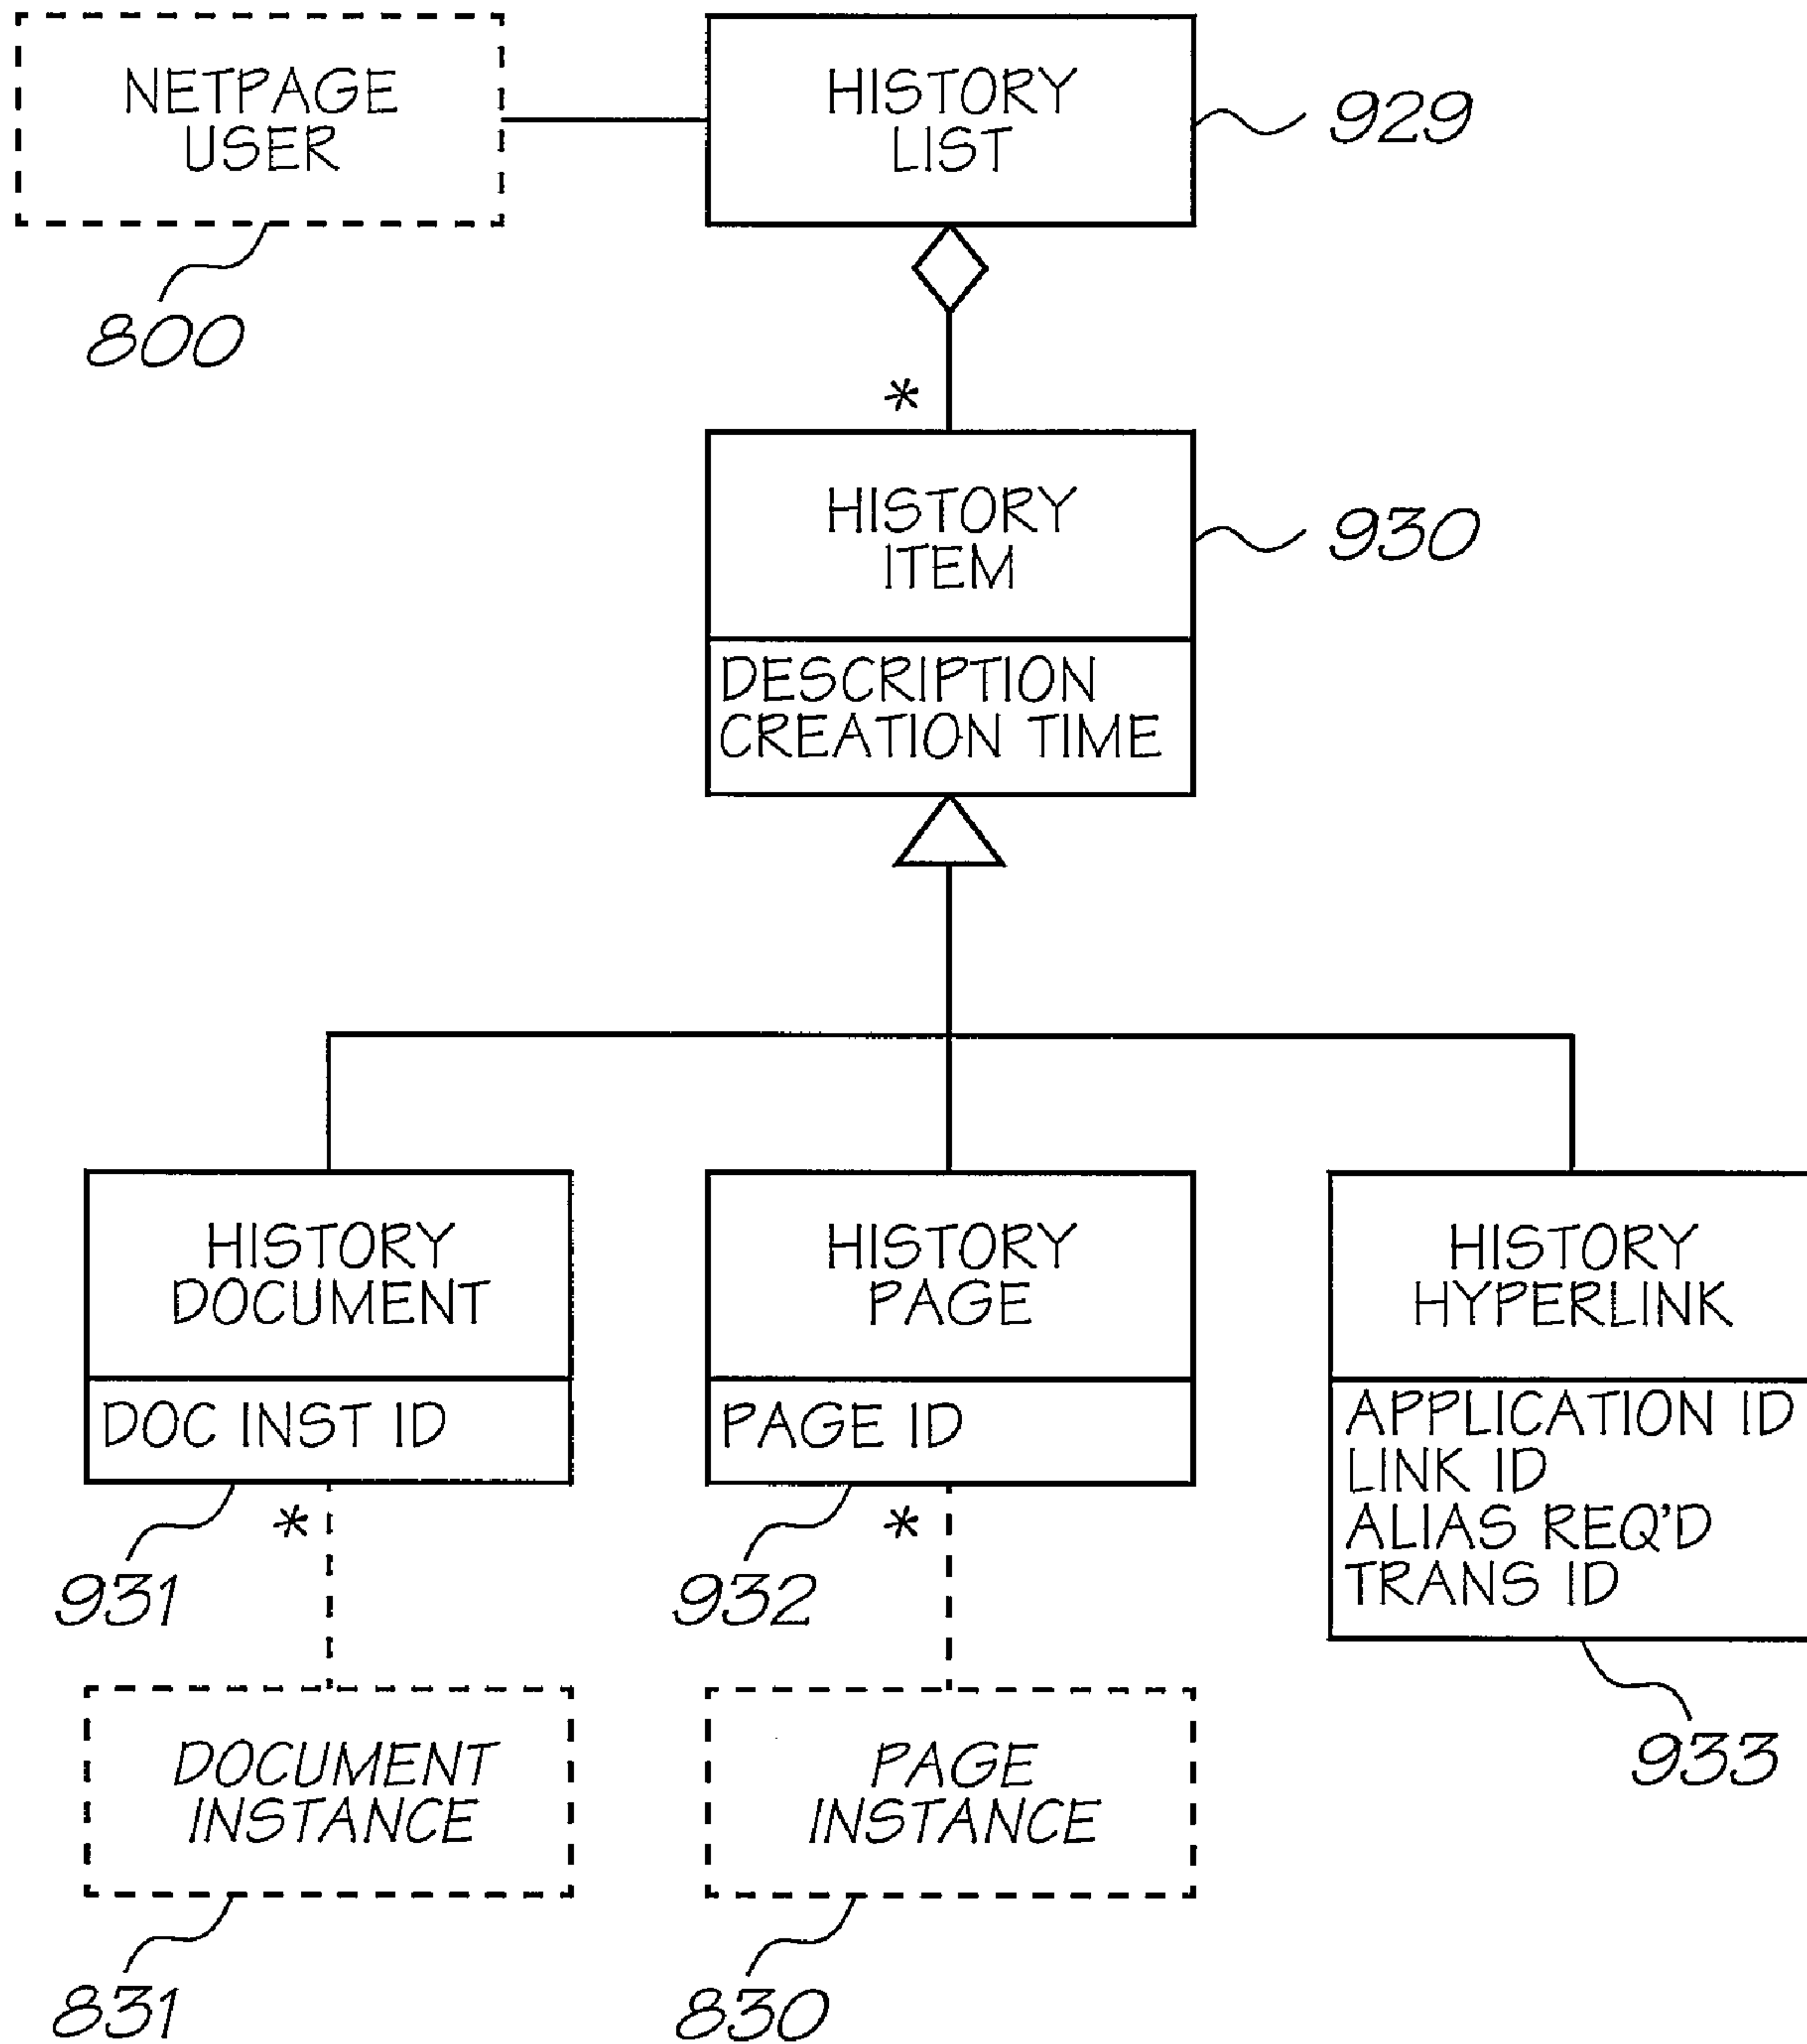 NETPAGE
USER
800
HISTORY
LIST
929
*
HISTORY
ITEM
930
DESCRIPTION
CREATION TIME
HISTORY
DOCUMENT
DOC INST ID
931
*
HISTORY
PAGE
PAGE ID
932
*
HISTORY
HYPERLINK
APPLICATION ID
LINK ID
ALIAS REQ'D
TRANS ID
933
DOCUMENT
INSTANCE
831
PAGE
INSTANCE
830